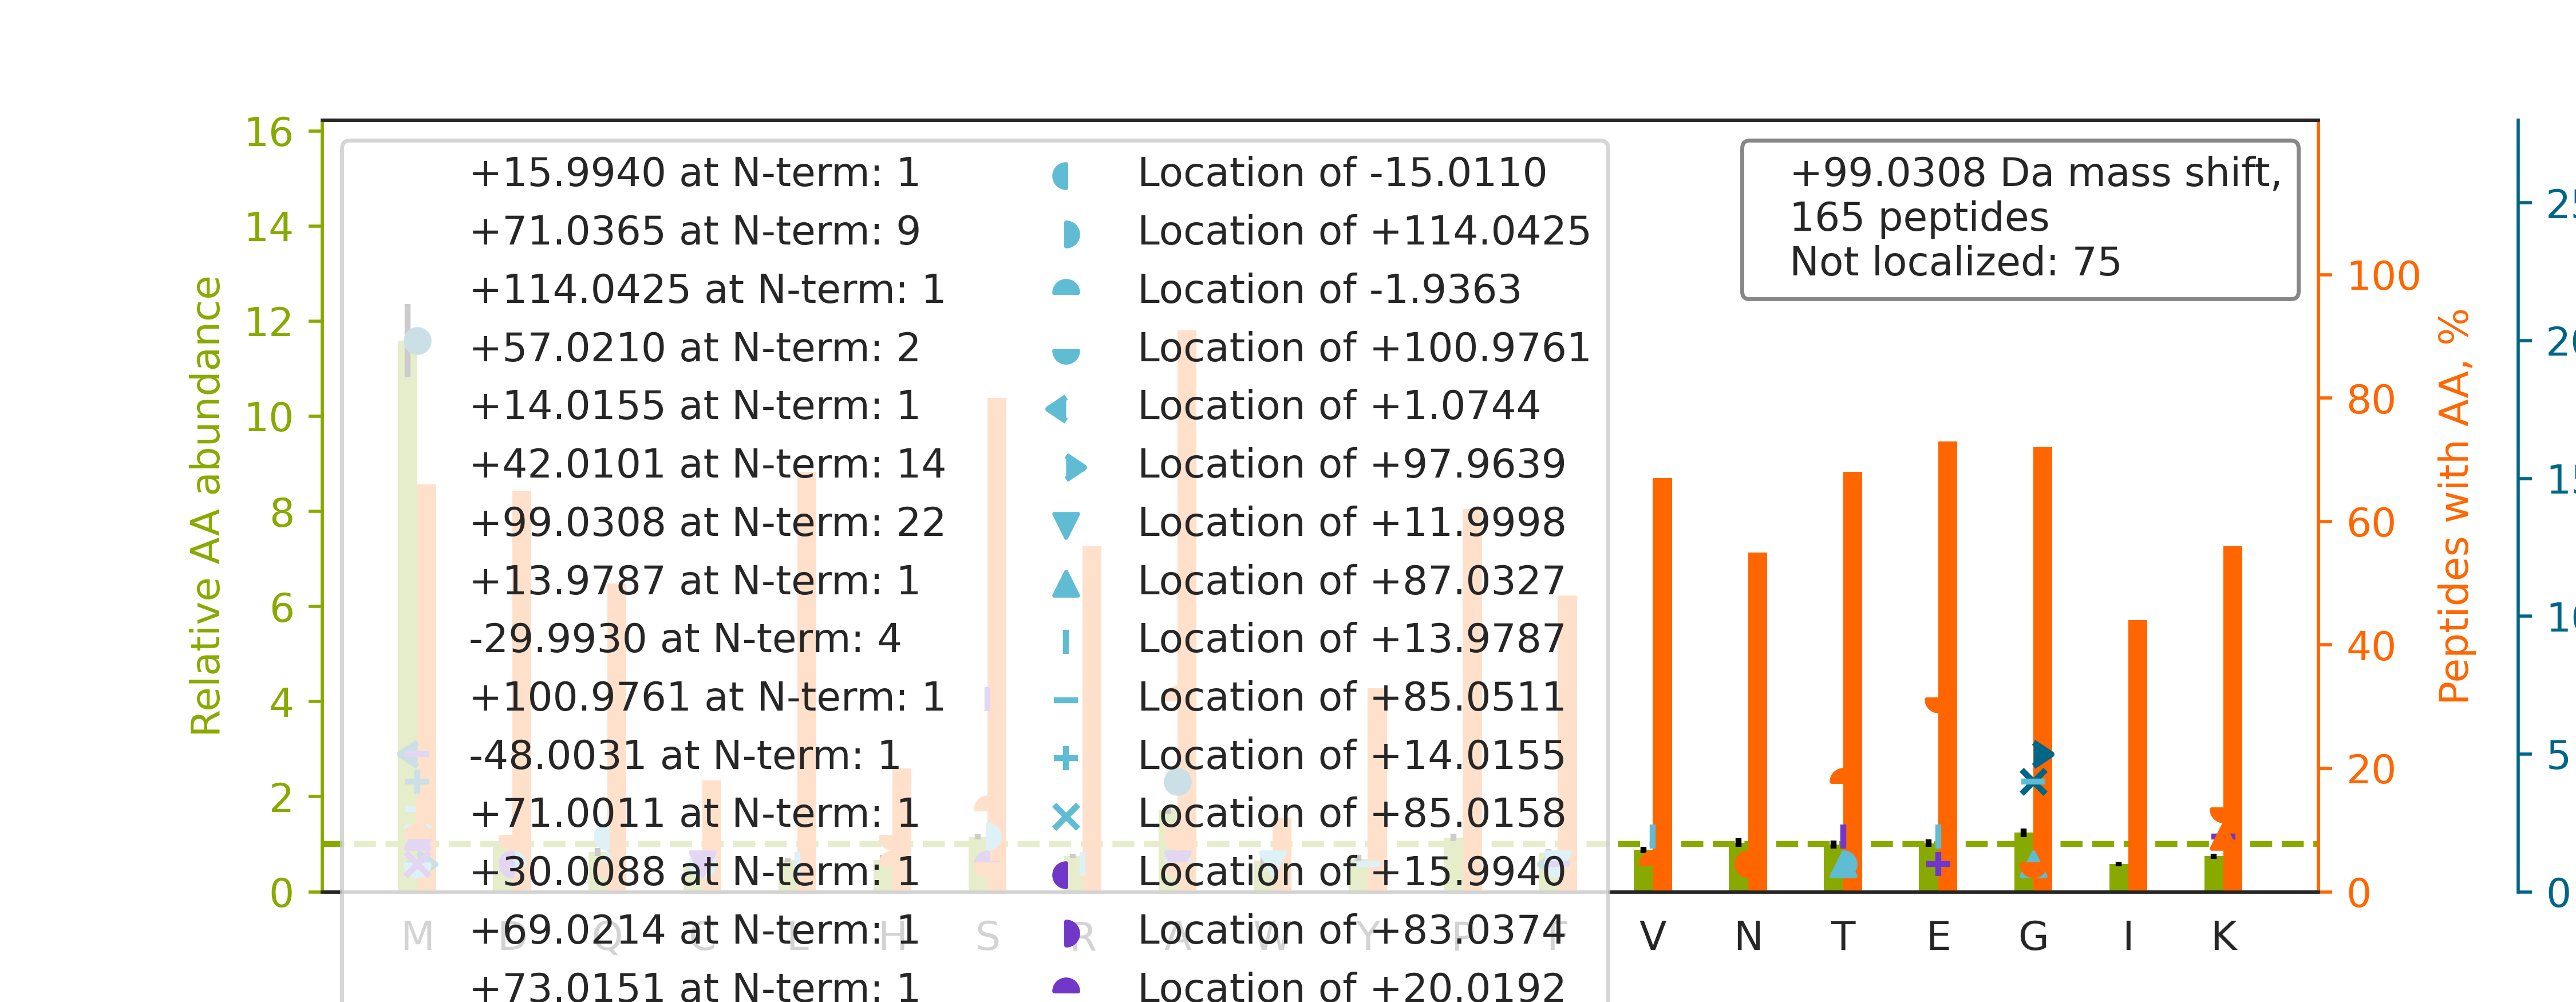 16
14
12
10
8
6
4
2
0
Relative AA abundance
+15.9940 at N-term: 1
+71.0365 at N-term: 9
+114.0425 at N-term: 1
+57.0210 at N-term: 2
+14.0155 at N-term: 1
+42.0101 at N-term: 14
+99.0308 at N-term: 22
+13.9787 at N-term: 1
-29.9930 at N-term: 4
+100.9761 at N-term: 1
-48.0031 at N-term: 1
+71.0011 at N-term: 1
+30.0088 at N-term: 1
+69.0214 at N-term: 1
+73.0151 at N-term: 1
Location of -15.0110
Location of +114.0425
Location of -1.9363
Location of +100.9761
Location of +1.0744
Location of +97.9639
Location of +11.9998
Location of +87.0327
Location of +13.9787
Location of +85.0511
Location of +14.0155
Location of +85.0158
Location of +15.9940
Location of +83.0374
Location of +20.0192
+99.0308 Da mass shift,
165 peptides
Not localized: 75
100
80
60
40
20
0
Peptides with AA, %
5
0
M D Q C L H S R A W Y P F V N T E G I K